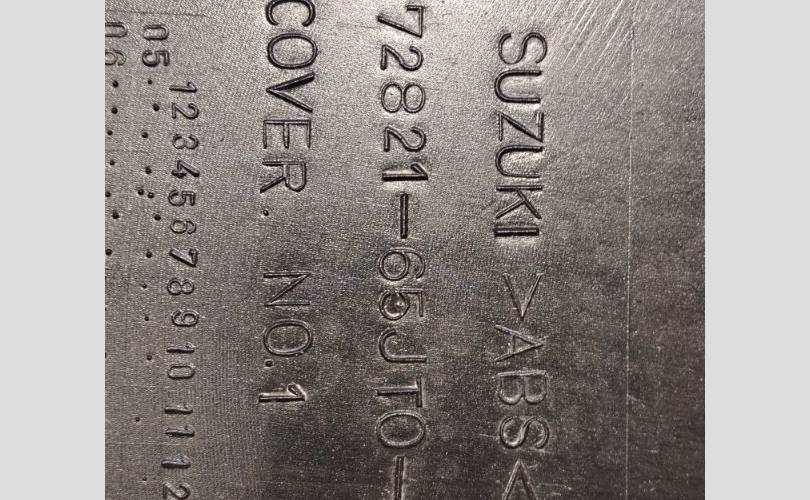 SUZUKI >ABS<
72821-65JT0-
COVER. NO.1
1 2 3 4 5 6 7 8 9 10 11 12
05
06